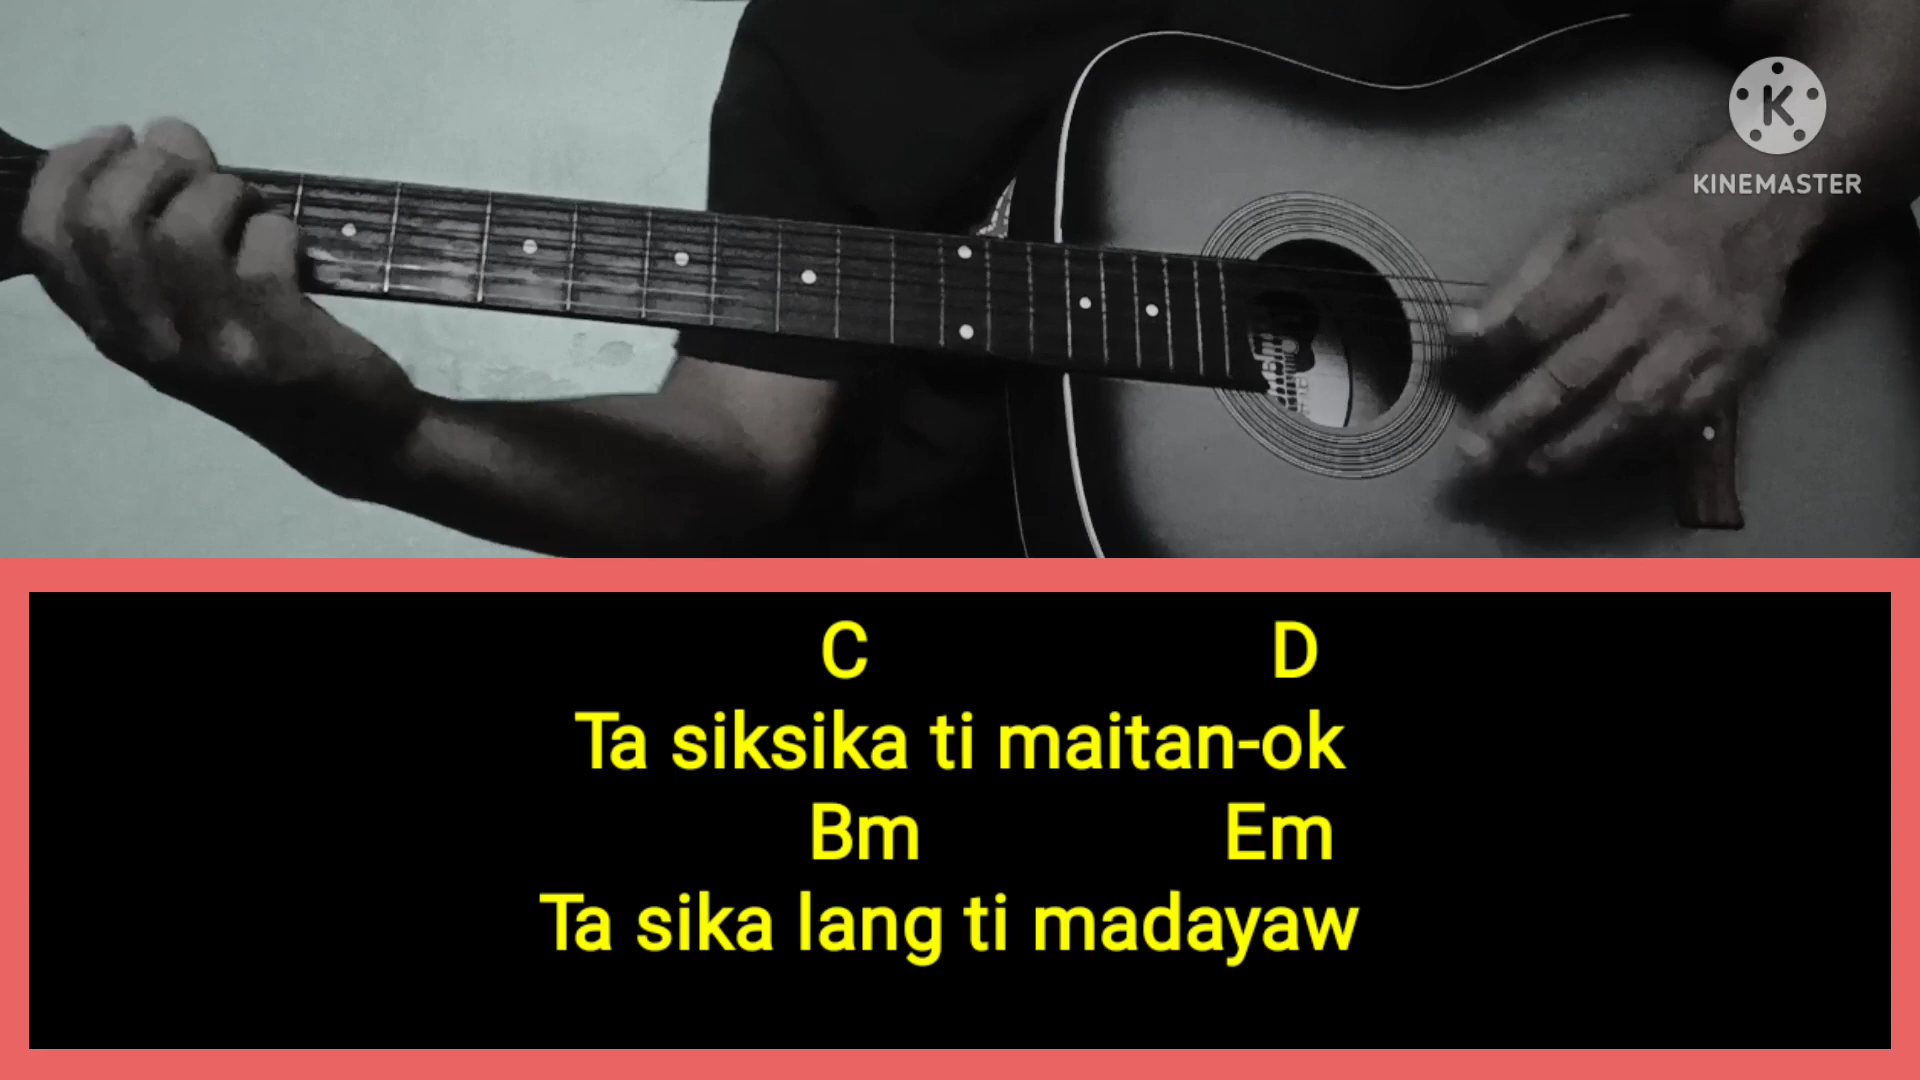 KINEMASTER
C D
Ta siksika ti maitan-ok
Bm Em
Ta sika lang ti madayaw